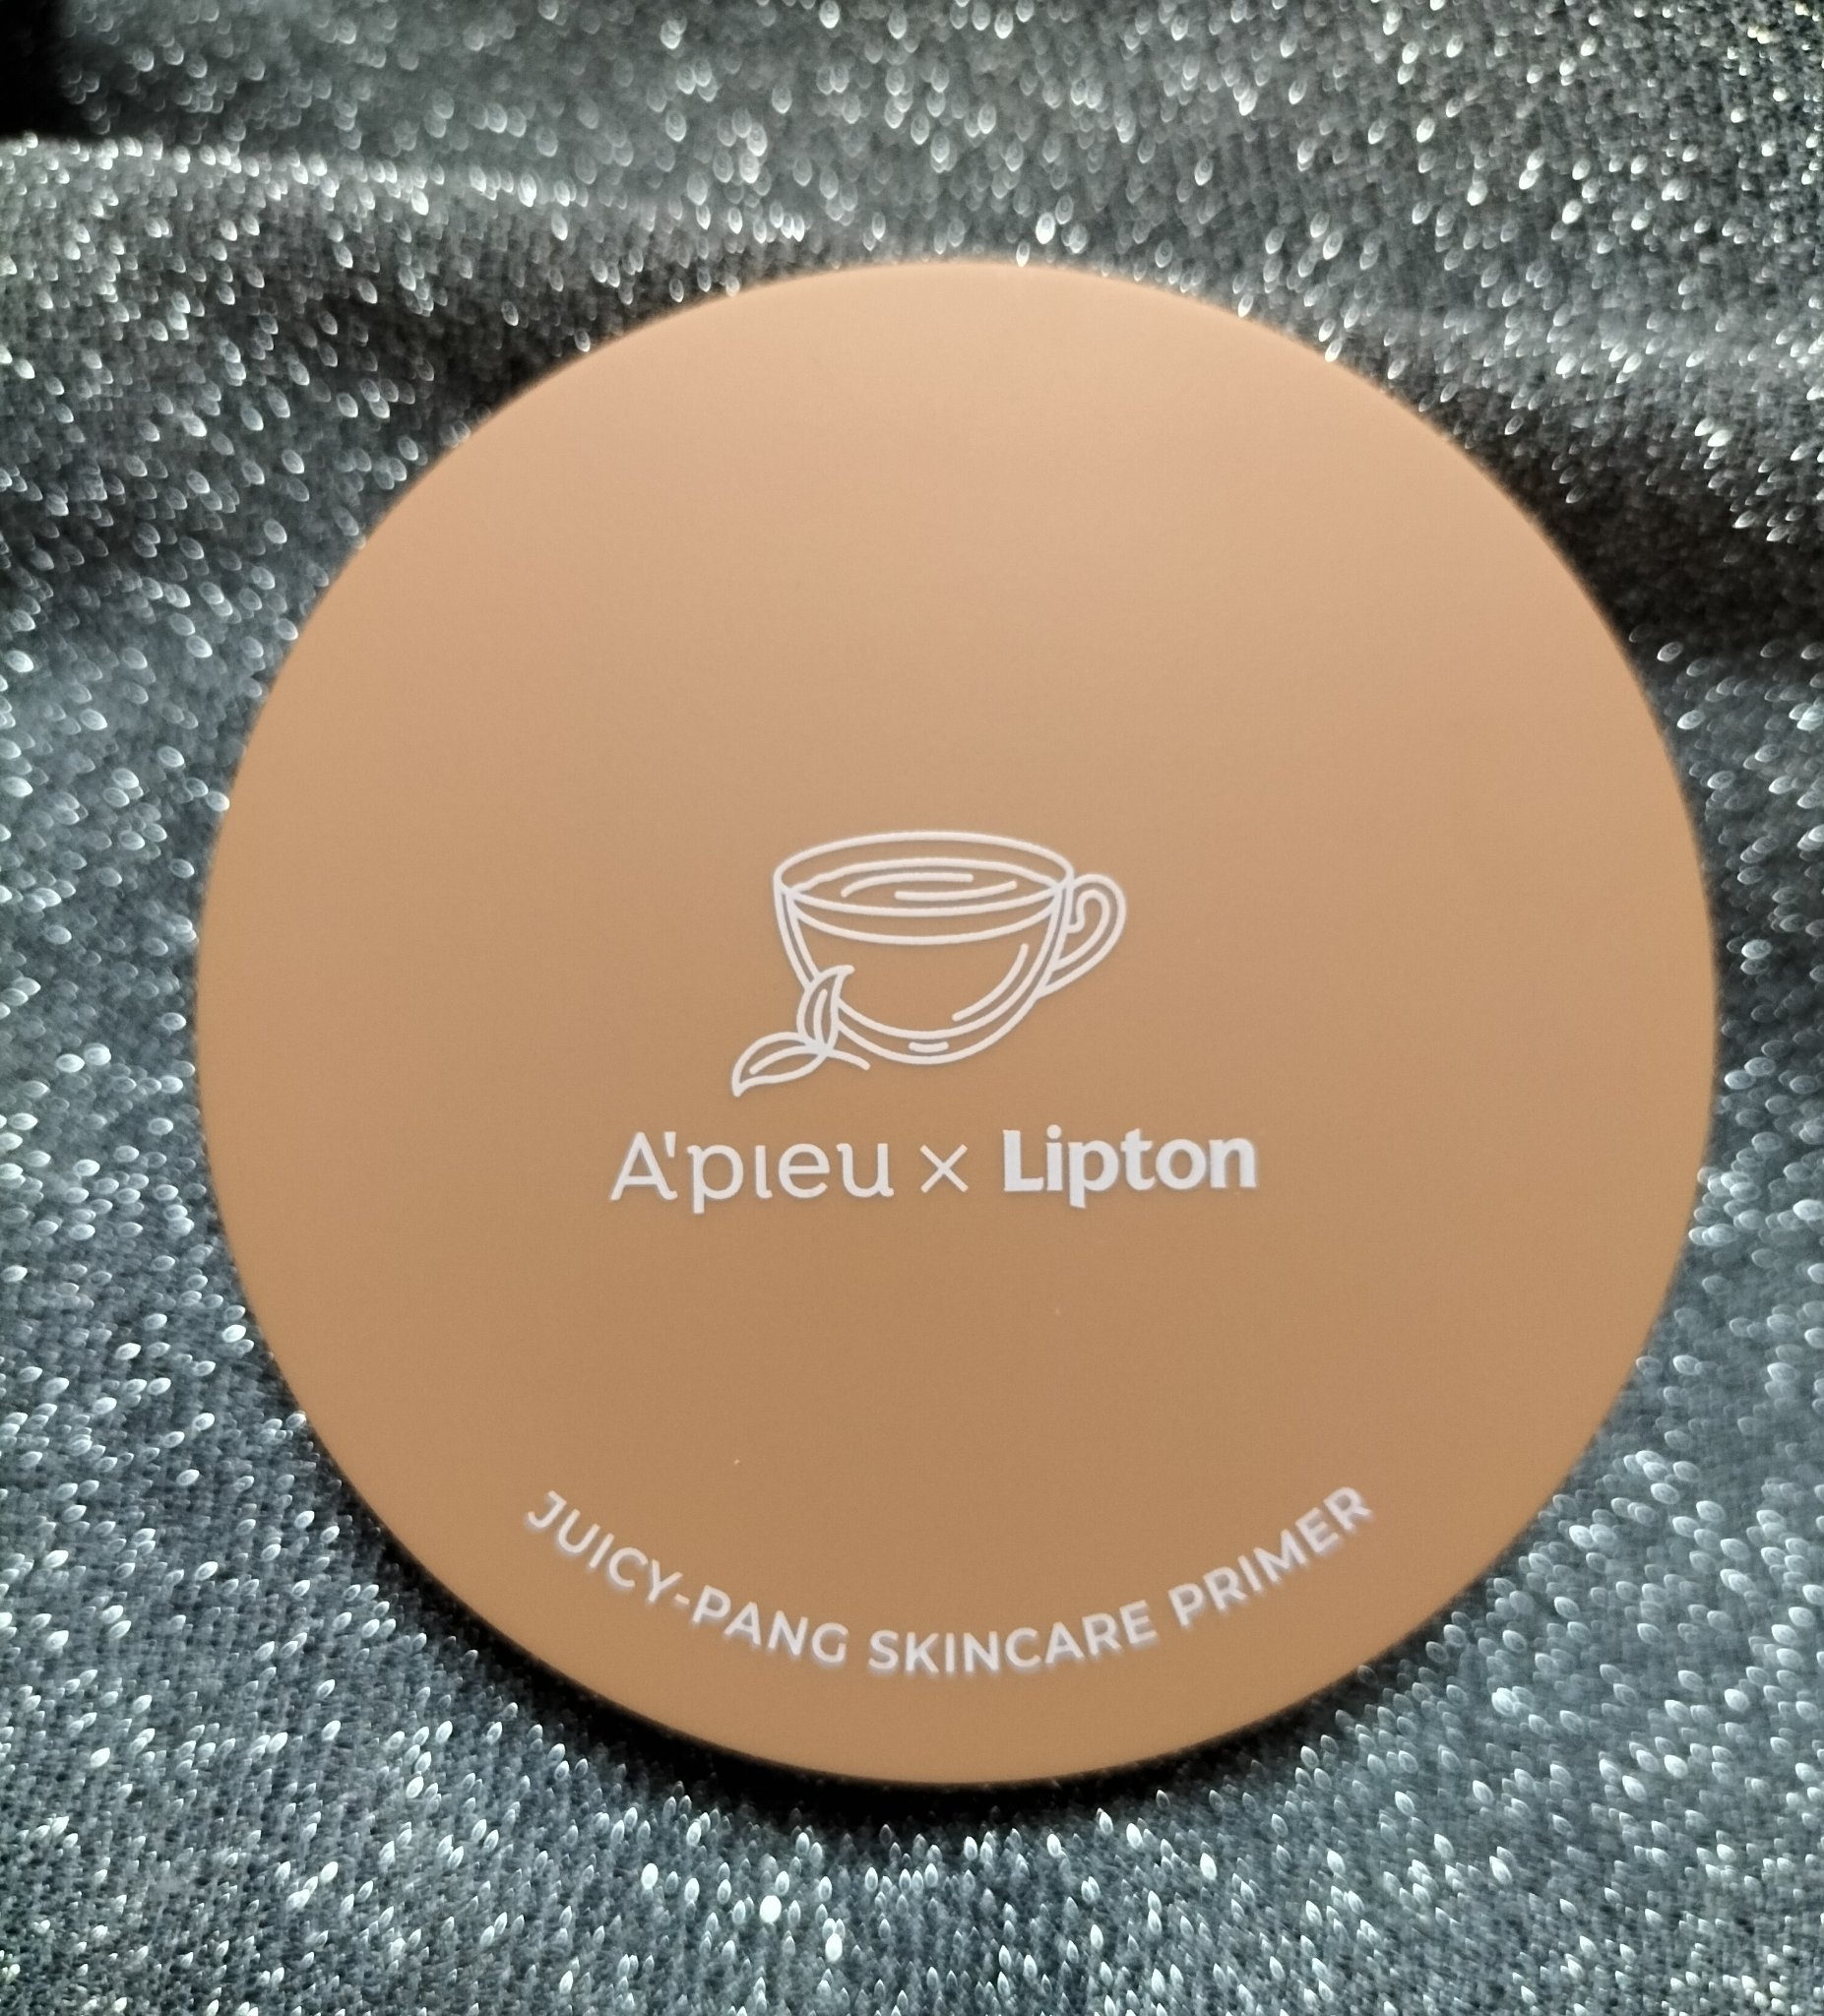 A'pieu × Lipton
JUICY-PANG SKINCARE PRIMER